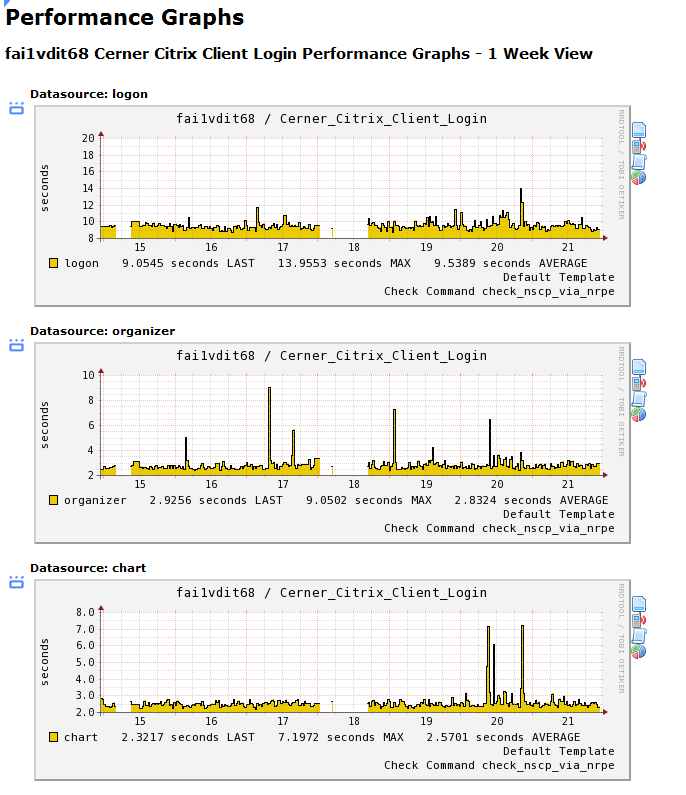 Performance Graphs
fai1vdit68 Cerner Citrix Client Login Performance Graphs - 1 Week View
Datasource: logon
fai1vdit68 / Cerner_Citrix_Client_Login
RRDTOOL / TOBI OETIKER
seconds
20
18
16
14
12
10
8
15 16 17 18 19 20 21
logon 9.0545 seconds LAST 13.9553 seconds MAX 9.5389 seconds AVERAGE
Default Template
Check Command check_nscp_via_nrpe
Datasource: organizer
fai1vdit68 / Cerner_Citrix_Client_Login
RRDTOOL / TOBI OETIKER
seconds
10
8
6
4
2
15 16 17 18 19 20 21
organizer 2.9256 seconds LAST 9.0502 seconds MAX 2.8324 seconds AVERAGE
Default Template
Check Command check_nscp_via_nrpe
Datasource: chart
fai1vdit68 / Cerner_Citrix_Client_Login
RRDTOOL / TOBI OETIKER
seconds
8.0
7.0
6.0
5.0
4.0
3.0
2.0
15 16 17 18 19 20 21
chart 2.3217 seconds LAST 7.1972 seconds MAX 2.5701 seconds AVERAGE
Default Template
Check Command check_nscp_via_nrpe